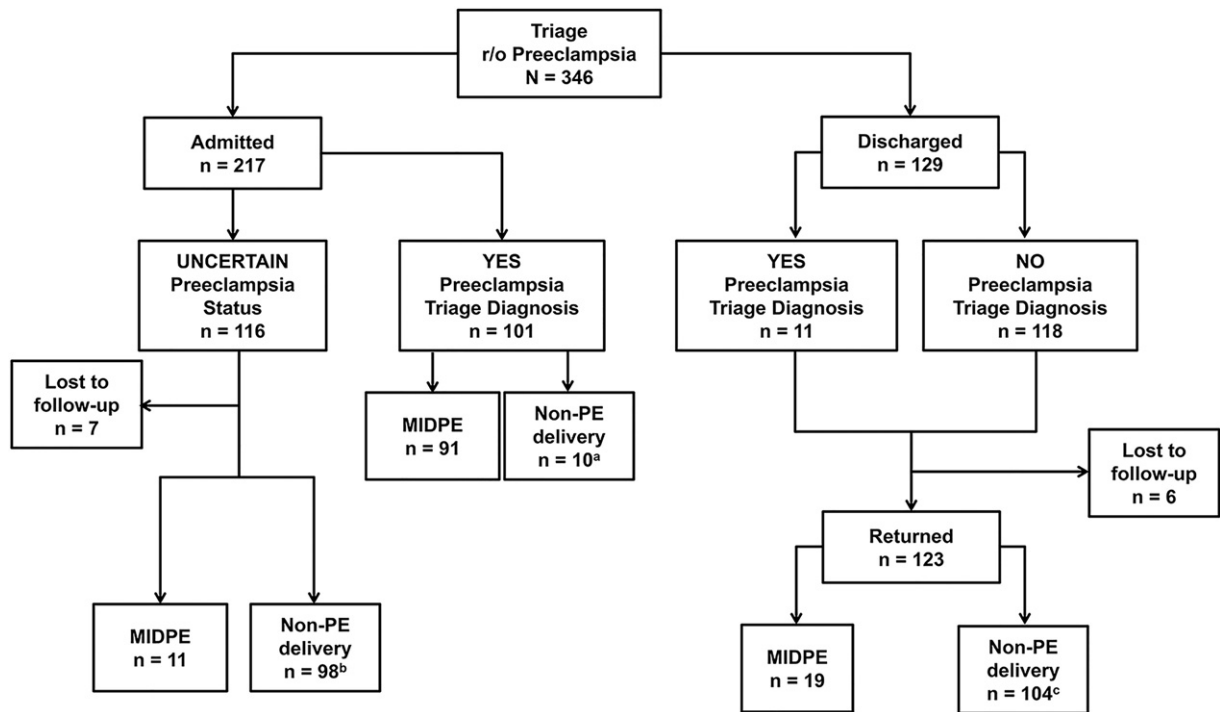 Triage
r/o Preeclampsia
N = 346
Admitted
n = 217
Discharged
n = 129
UNCERTAIN
Preeclampsia
Status
n = 116
YES
Preeclampsia
Triage Diagnosis
n = 101
YES
Preeclampsia
Triage Diagnosis
n = 11
NO
Preeclampsia
Triage Diagnosis
n = 118
Lost to
follow-up
n = 7
MIDPE
n = 91
Non-PE
delivery
n = 10ᵃ
Lost to
follow-up
n = 6
Returned
n = 123
MIDPE
n = 11
Non-PE
delivery
n = 98ᵇ
MIDPE
n = 19
Non-PE
delivery
n = 104ᶜ